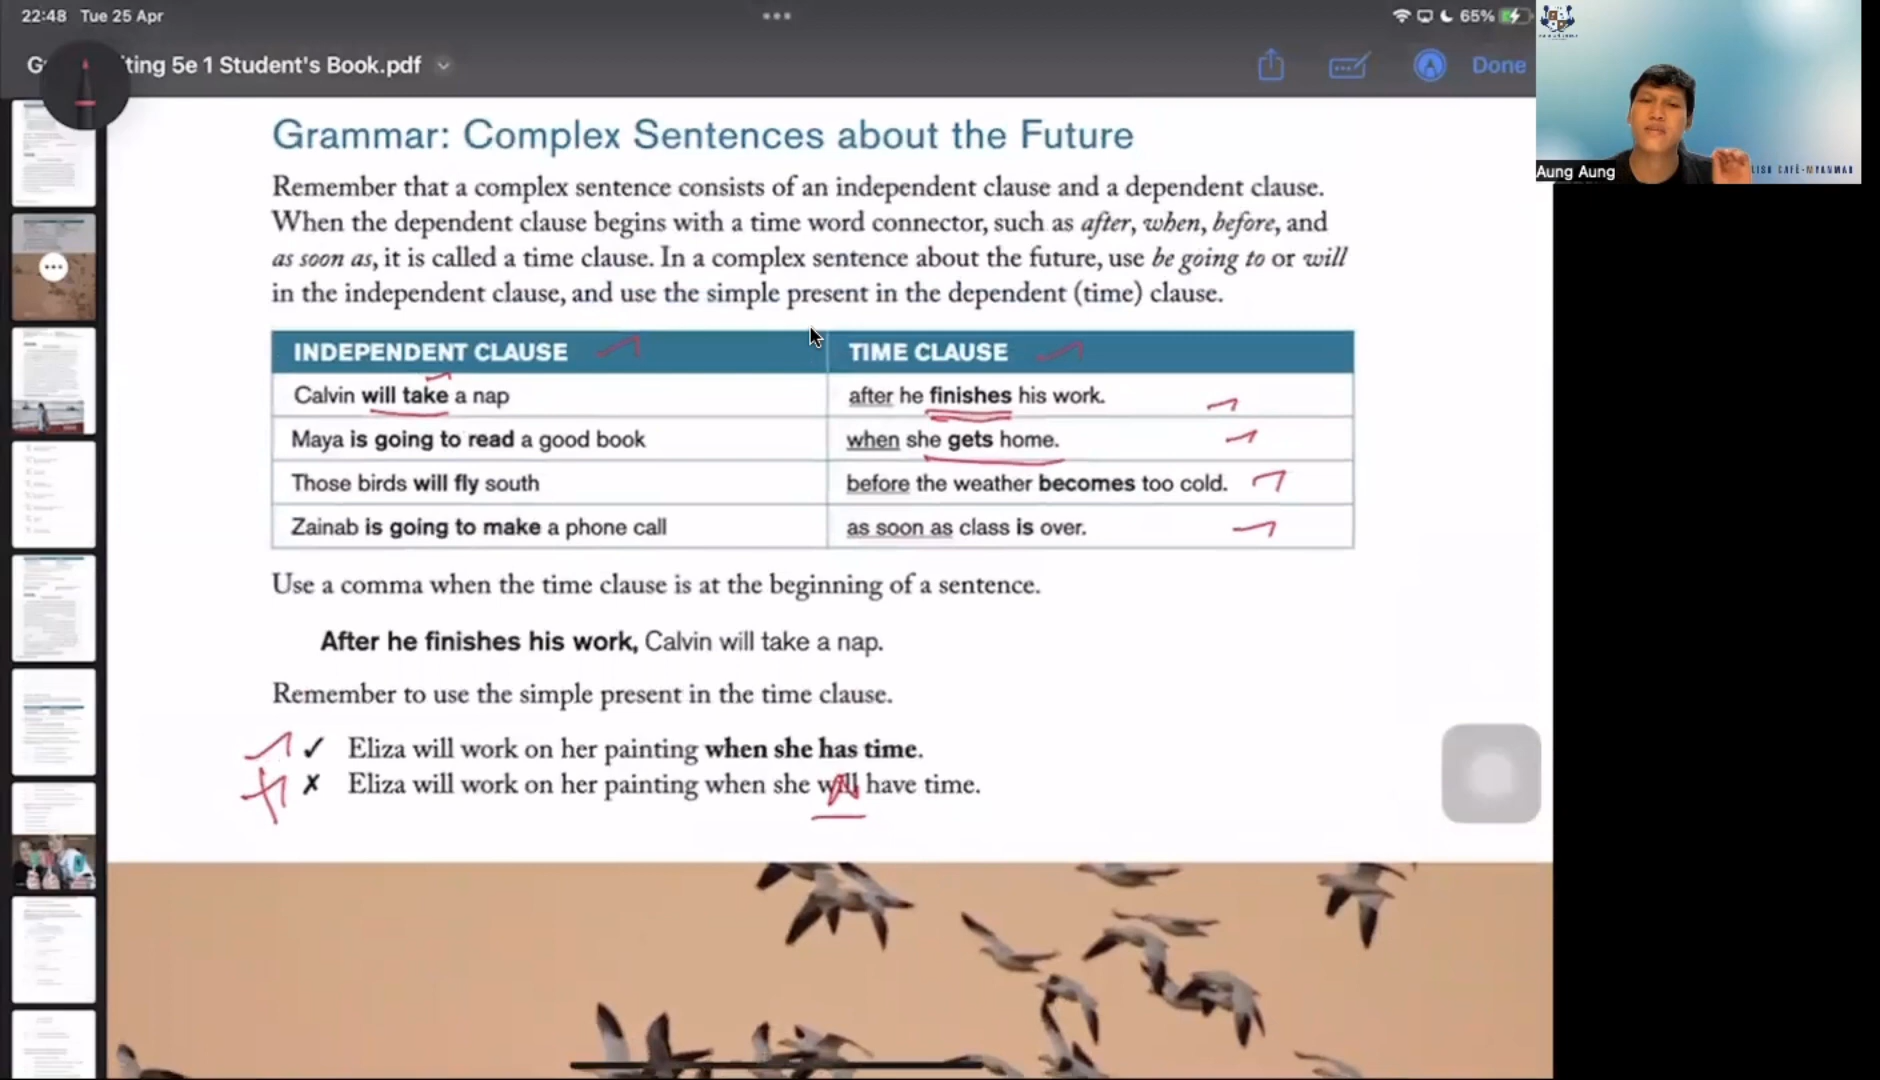 22:48 Tue 25 Apr
65%
ting 5e 1 Student's Book.pdf
Done
Aung Aung
CAFÉ-MYANMAR
Grammar: Complex Sentences about the Future
Remember that a complex sentence consists of an independent clause and a dependent clause.
When the dependent clause begins with a time word connector, such as after, when, before, and
as soon as, it is called a time clause. In a complex sentence about the future, use be going to or will
in the independent clause, and use the simple present in the dependent (time) clause.
INDEPENDENT CLAUSE TIME CLAUSE
Calvin will take a nap after he finishes his work.
Maya is going to read a good book when she gets home.
Those birds will fly south before the weather becomes too cold.
Zainab is going to make a phone call as soon as class is over.
Use a comma when the time clause is at the beginning of a sentence.
After he finishes his work, Calvin will take a nap.
Remember to use the simple present in the time clause.
✓ Eliza will work on her painting when she has time.
✗ Eliza will work on her painting when she will have time.